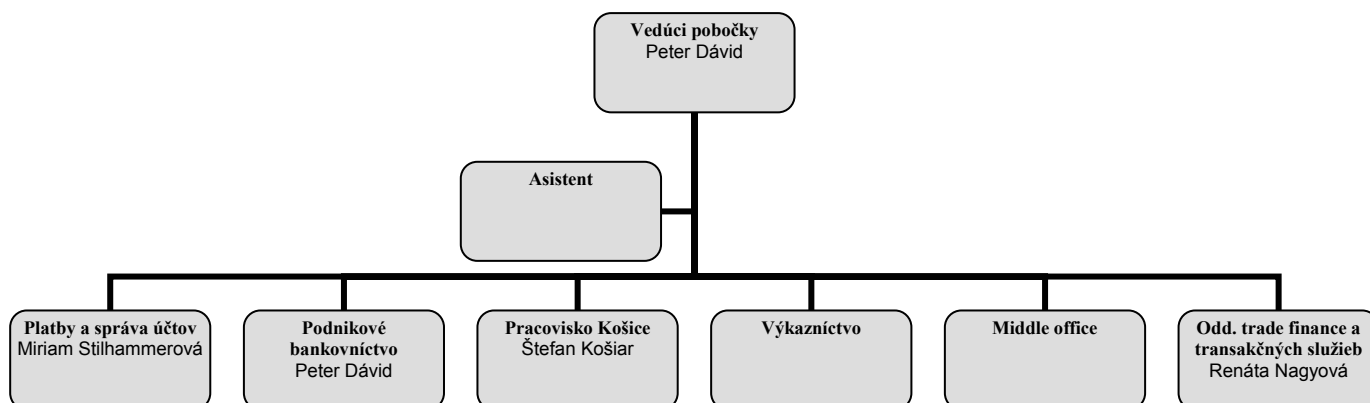 Vedúci pobočky
Peter Dávid
Asistent
Platby a správa účtov
Miriam Stilhammerová
Podnikové
bankovníctvo
Peter Dávid
Pracovisko Košice
Štefan Košiar
Výkazníctvo
Middle office
Odd. trade finance a
transakčných služieb
Renáta Nagyová